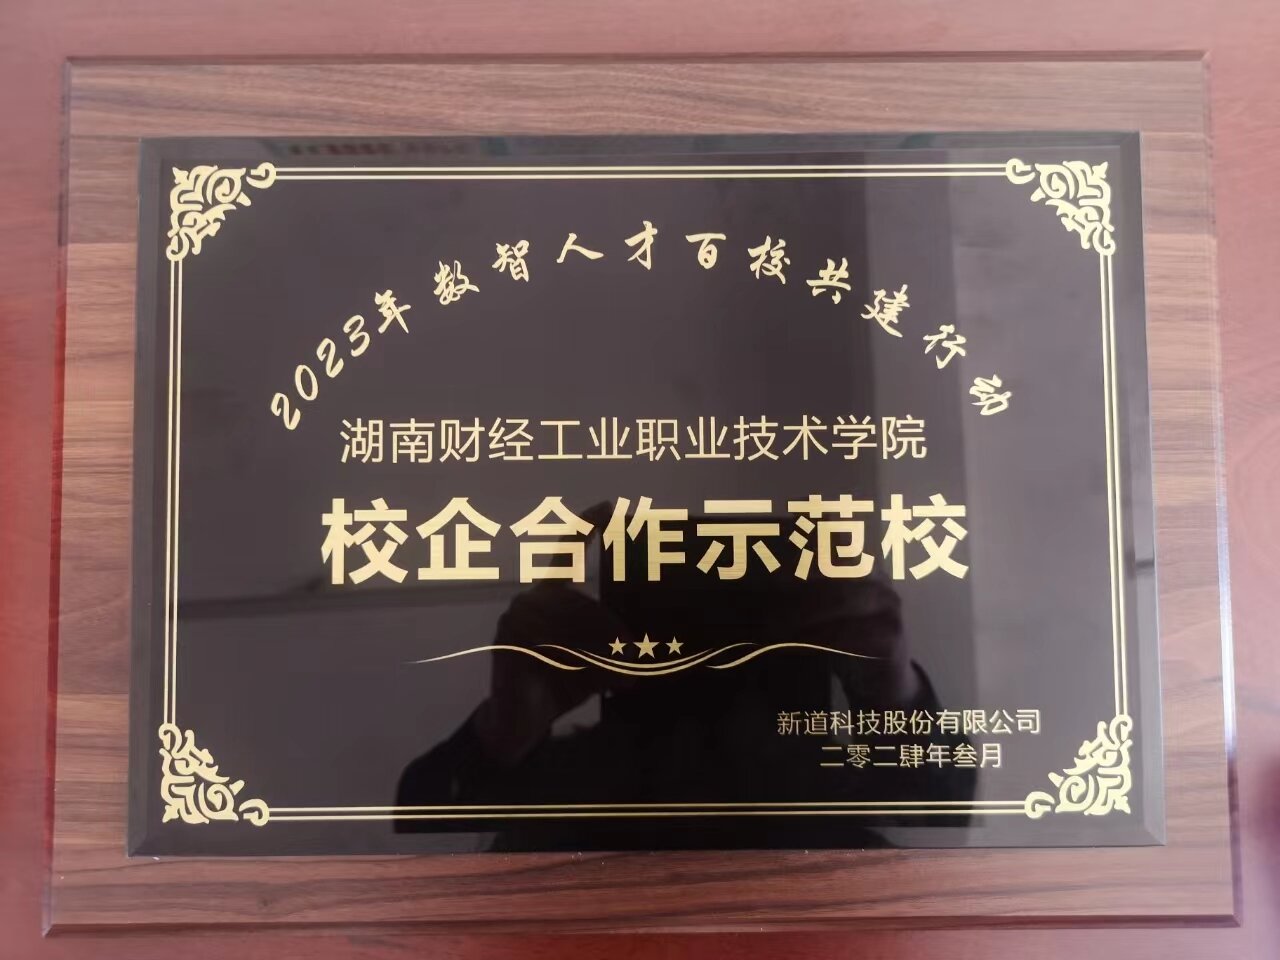 2023年数智人才百校共建行动
湖南财经工业职业技术学院
校企合作示范校
新道科技股份有限公司
二零二肆年叁月